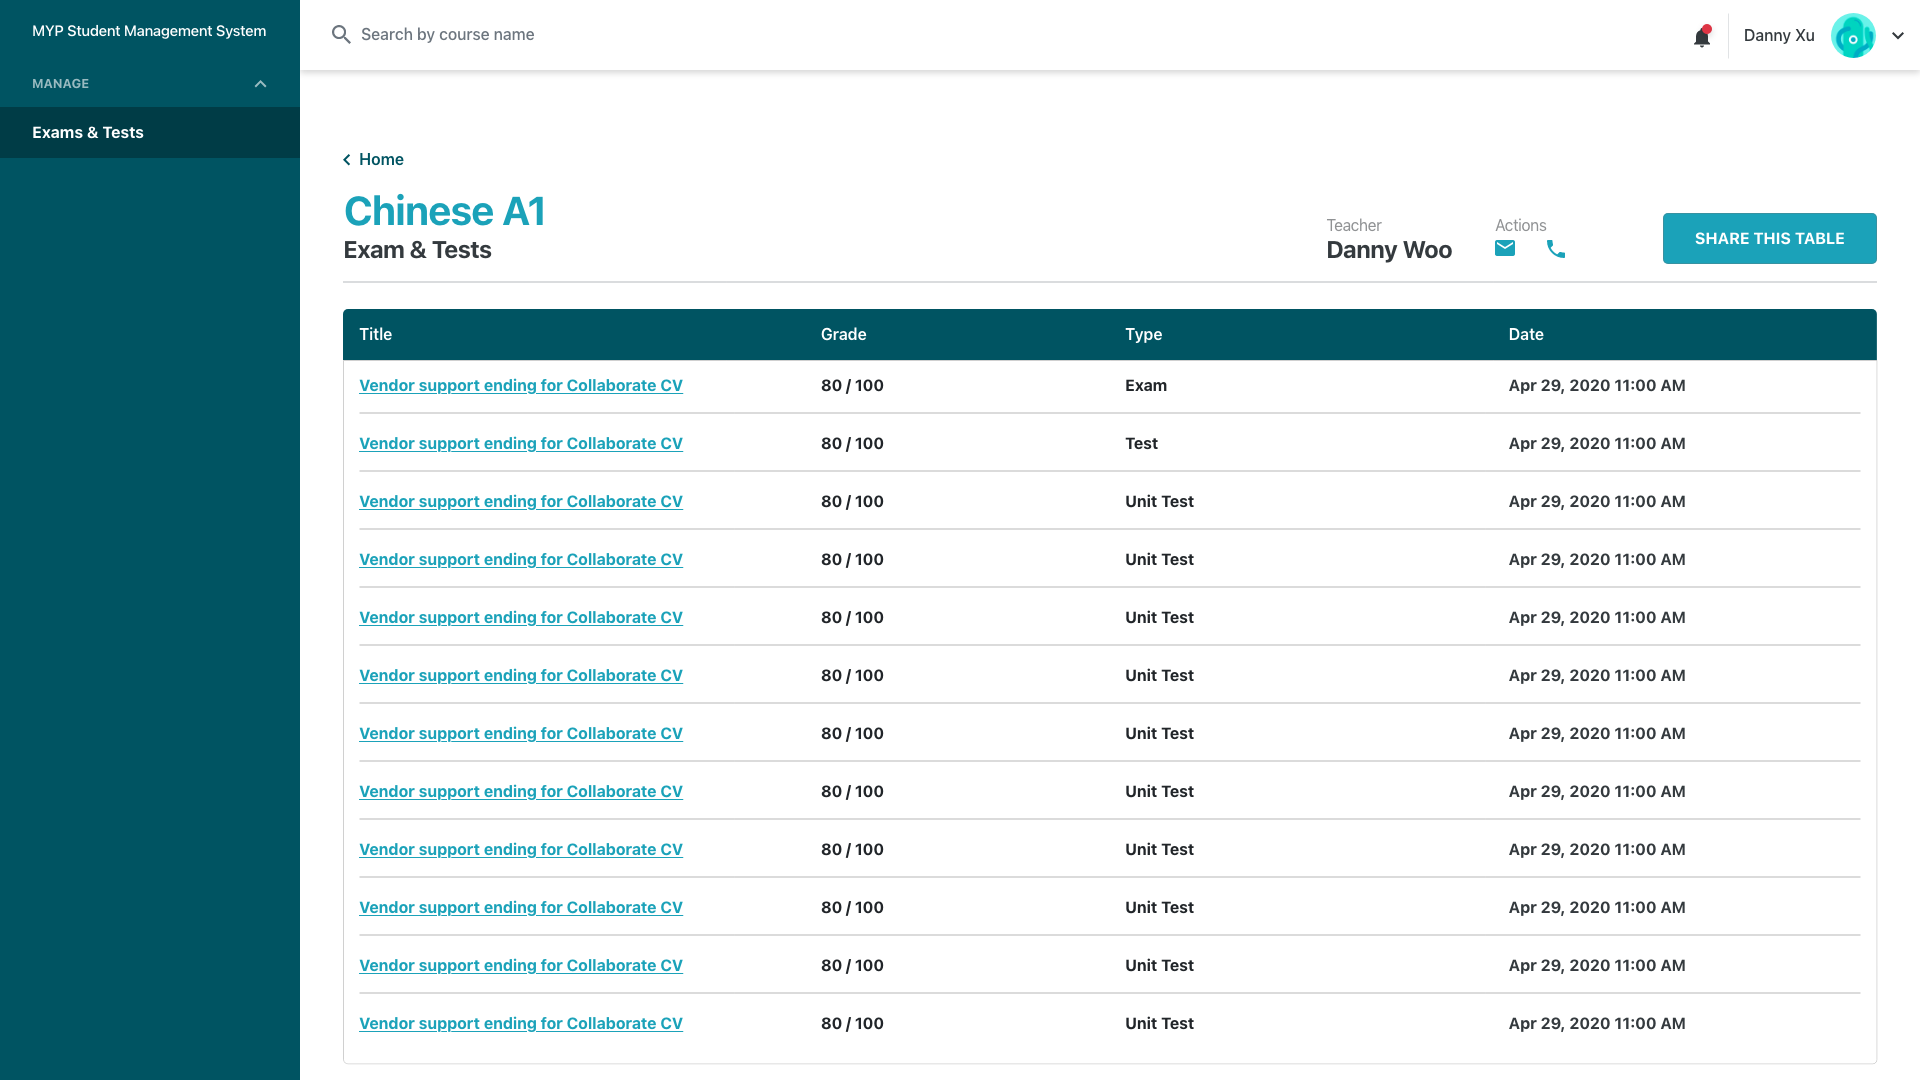 MYP Student Management System
MANAGE
Exams & Tests
Search by course name
Danny Xu
Home
Chinese A1
Exam & Tests
Teacher
Danny Woo
Actions
SHARE THIS TABLE
Title Grade Type Date
Vendor support ending for Collaborate CV 80 / 100 Exam Apr 29, 2020 11:00 AM
Vendor support ending for Collaborate CV 80 / 100 Test Apr 29, 2020 11:00 AM
Vendor support ending for Collaborate CV 80 / 100 Unit Test Apr 29, 2020 11:00 AM
Vendor support ending for Collaborate CV 80 / 100 Unit Test Apr 29, 2020 11:00 AM
Vendor support ending for Collaborate CV 80 / 100 Unit Test Apr 29, 2020 11:00 AM
Vendor support ending for Collaborate CV 80 / 100 Unit Test Apr 29, 2020 11:00 AM
Vendor support ending for Collaborate CV 80 / 100 Unit Test Apr 29, 2020 11:00 AM
Vendor support ending for Collaborate CV 80 / 100 Unit Test Apr 29, 2020 11:00 AM
Vendor support ending for Collaborate CV 80 / 100 Unit Test Apr 29, 2020 11:00 AM
Vendor support ending for Collaborate CV 80 / 100 Unit Test Apr 29, 2020 11:00 AM
Vendor support ending for Collaborate CV 80 / 100 Unit Test Apr 29, 2020 11:00 AM
Vendor support ending for Collaborate CV 80 / 100 Unit Test Apr 29, 2020 11:00 AM